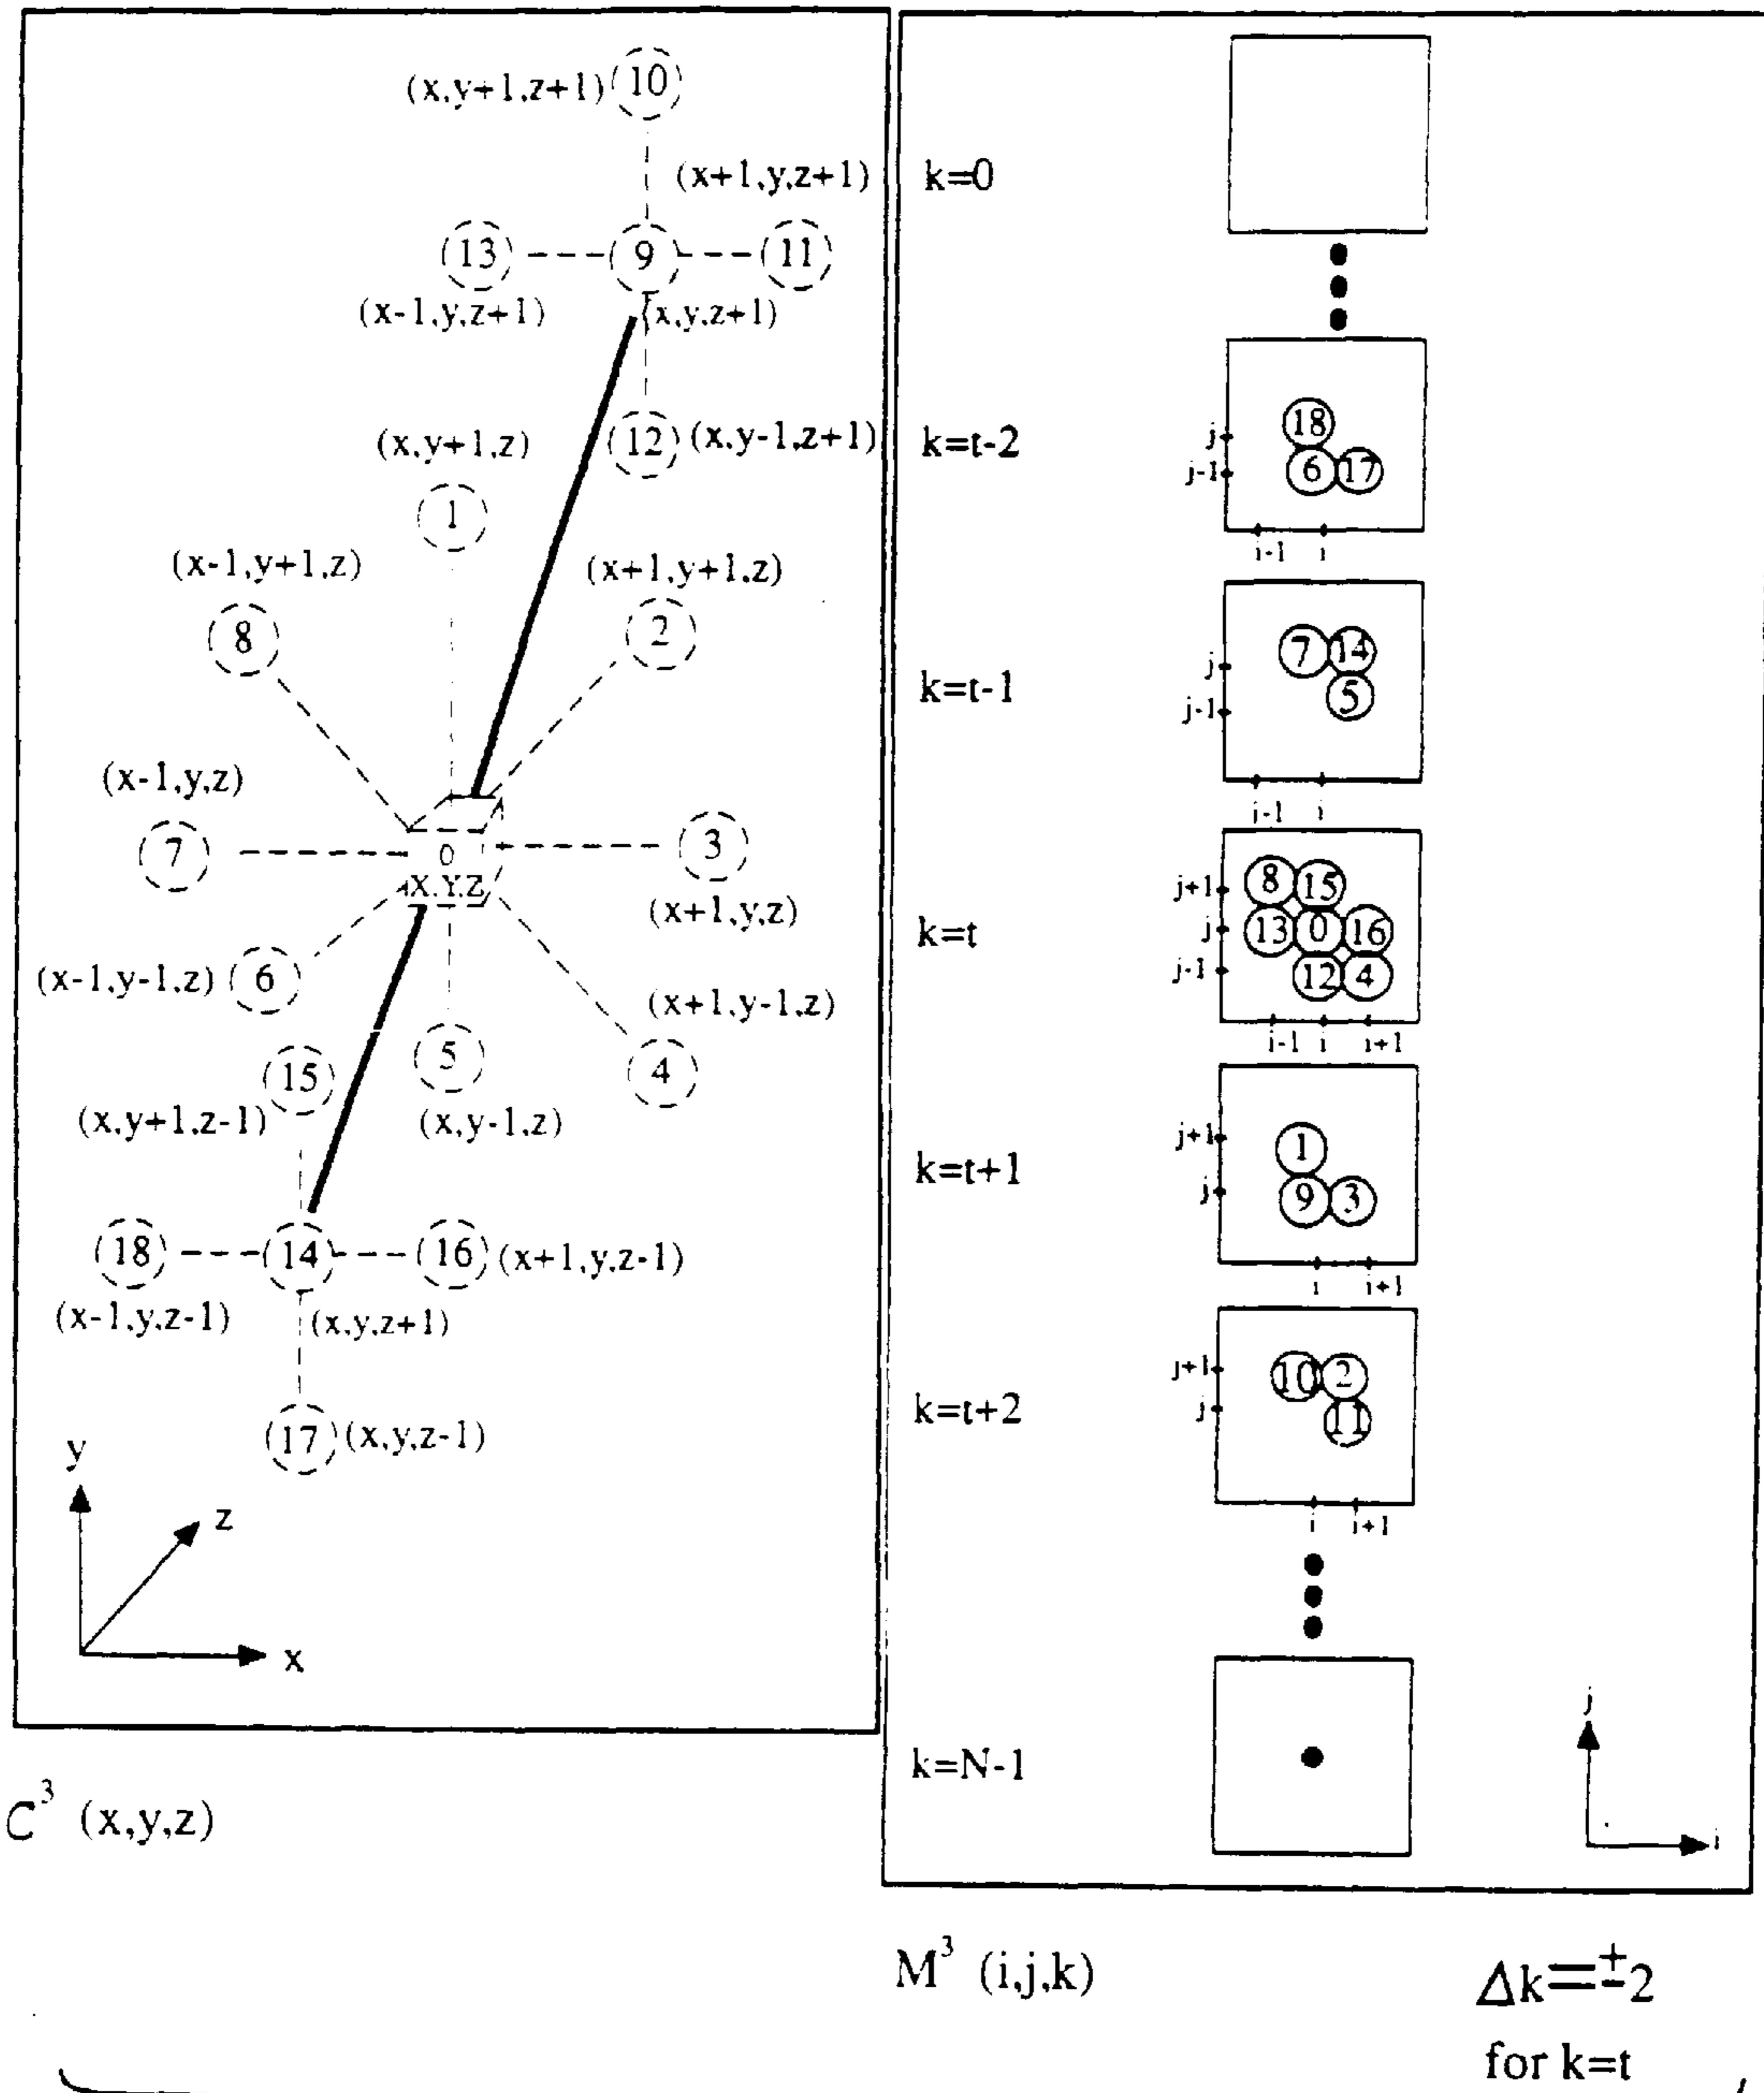 (x,y+1,z+1) 10
(x+1,y,z+1)
13 9 11
(x-1,y,z+1) (x,y,z+1)
(x,y+1,z) 12 (x,y-1,z+1)
1
(x-1,y+1,z) (x+1,y+1,z)
8 2
(x-1,y,z)
7 0 3
X,Y,Z
(x+1,y,z)
(x-1,y-1,z) 6
(x+1,y-1,z)
15 5 4
(x,y+1,z-1) (x,y-1,z)
18 14 16 (x+1,y,z-1)
(x-1,y,z-1) (x,y,z+1)
17 (x,y,z-1)
y
z
x
C³ (x,y,z)
k=0
k=t-2
18
j
j-1 6 17
i-1 i
k=t-1
7 14
j
j-1 5
i-1 i
k=t
j+1 8 15
j 13 0 16
j-1 12 4
i-1 i i+1
k=t+1
j+1 1
j 9 3
i i+1
k=t+2
j+1 10 2
j 11
i i+1
k=N-1
j
i
M³ (i,j,k)
Δk=±2
for k=t